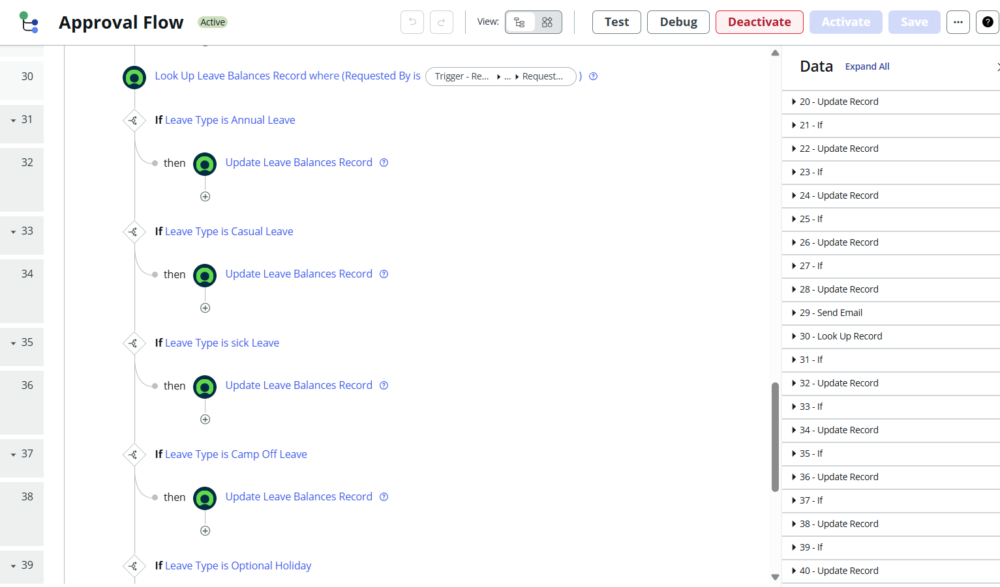 Approval Flow
Active
View:
Test
Debug
Deactivate
Activate
Save
30
Look Up Leave Balances Record where (Requested By is Trigger - Re... ... Request... )
31
If Leave Type is Annual Leave
32
then Update Leave Balances Record
33
If Leave Type is Casual Leave
34
then Update Leave Balances Record
35
If Leave Type is sick Leave
36
then Update Leave Balances Record
37
If Leave Type is Camp Off Leave
38
then Update Leave Balances Record
39
If Leave Type is Optional Holiday
Data Expand All
20 - Update Record
21 - If
22 - Update Record
23 - If
24 - Update Record
25 - If
26 - Update Record
27 - If
28 - Update Record
29 - Send Email
30 - Look Up Record
31 - If
32 - Update Record
33 - If
34 - Update Record
35 - If
36 - Update Record
37 - If
38 - Update Record
39 - If
40 - Update Record